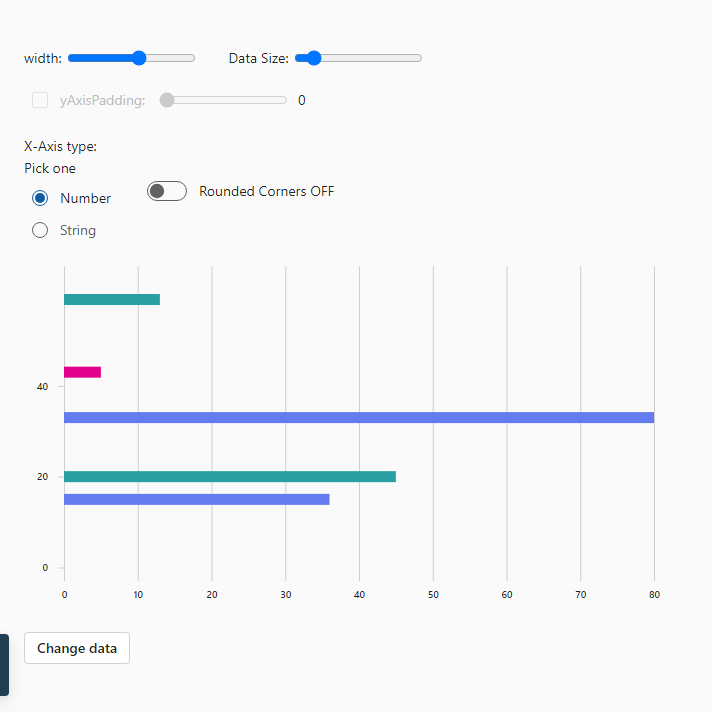 width: Data Size:
yAxisPadding: 0
X-Axis type:
Pick one
Number Rounded Corners OFF
String
40
20
0
0 10 20 30 40 50 60 70 80
Change data